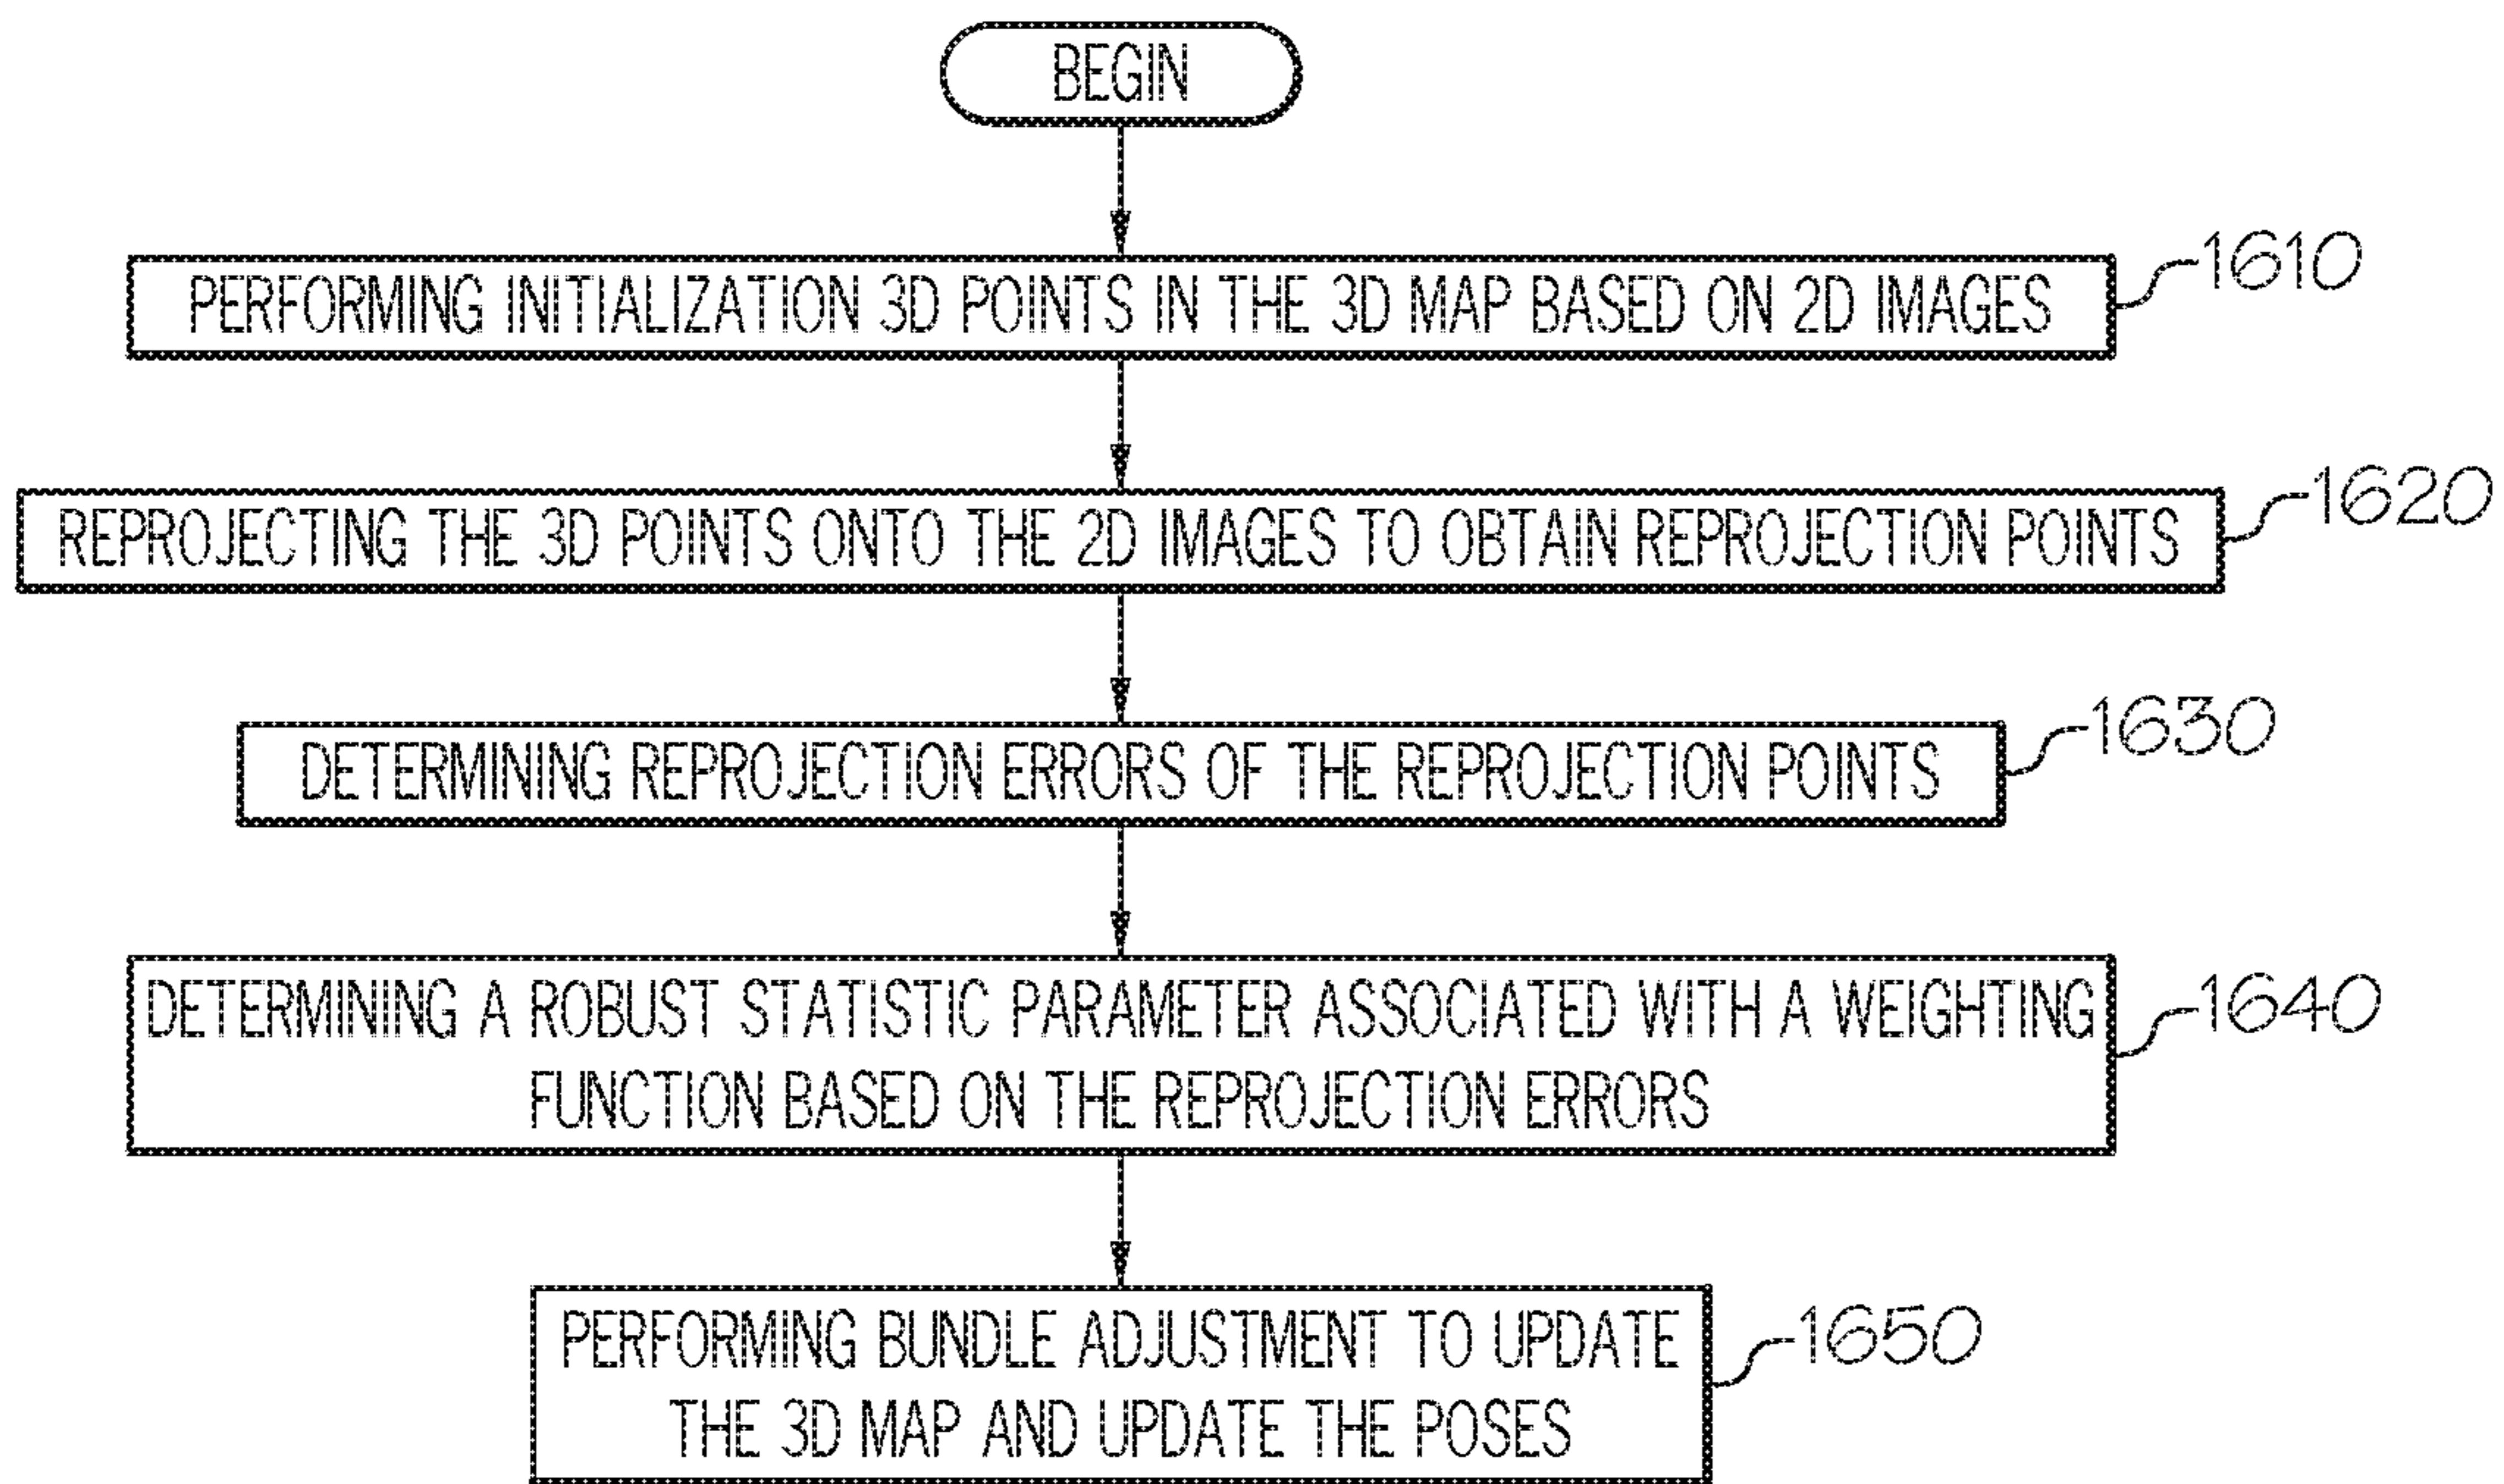 BEGIN
PERFORMING INITIALIZATION 3D POINTS IN THE 3D MAP BASED ON 2D IMAGES
1610
REPROJECTING THE 3D POINTS ONTO THE 2D IMAGES TO OBTAIN REPROJECTION POINTS
1620
DETERMINING REPROJECTION ERRORS OF THE REPROJECTION POINTS
1630
DETERMINING A ROBUST STATISTIC PARAMETER ASSOCIATED WITH A WEIGHTING
FUNCTION BASED ON THE REPROJECTION ERRORS
1640
PERFORMING BUNDLE ADJUSTMENT TO UPDATE
THE 3D MAP AND UPDATE THE POSES
1650